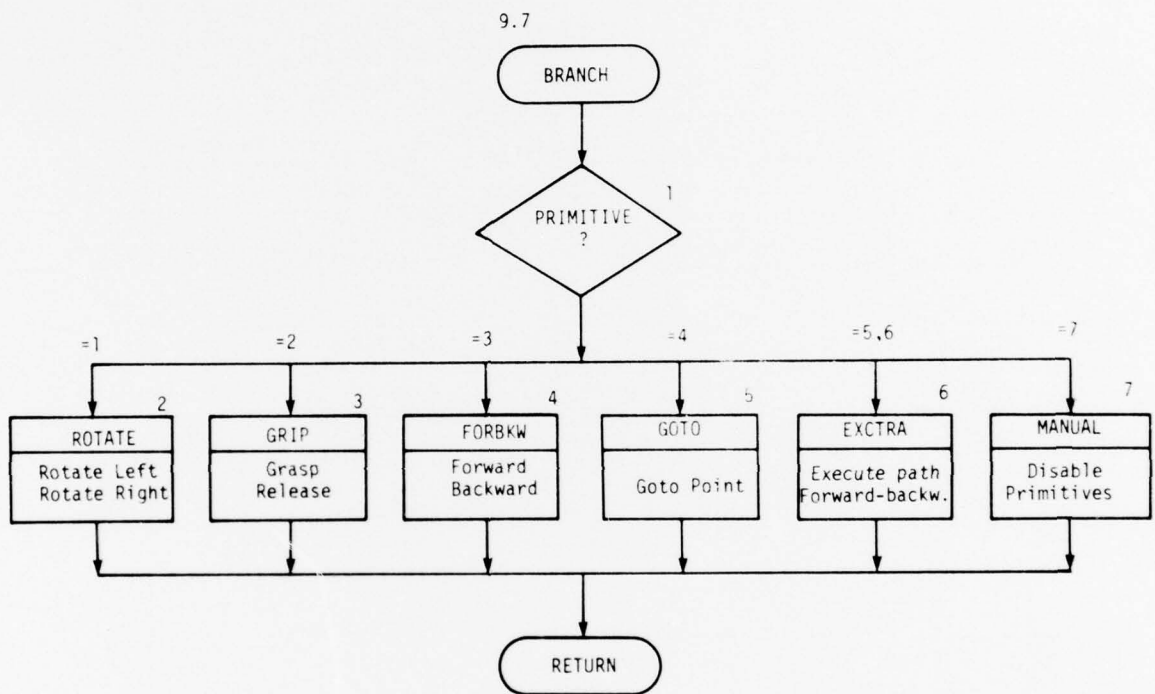 9.7
BRANCH
1
PRIMITIVE
?
=1
=2
=3
=4
=5,6
=7
2
ROTATE
Rotate Left
Rotate Right
3
GRIP
Grasp
Release
4
FORBKW
Forward
Backward
5
GOTO
Goto Point
6
EXCTRA
Execute path
Forward-backw.
7
MANUAL
Disable
Primitives
RETURN